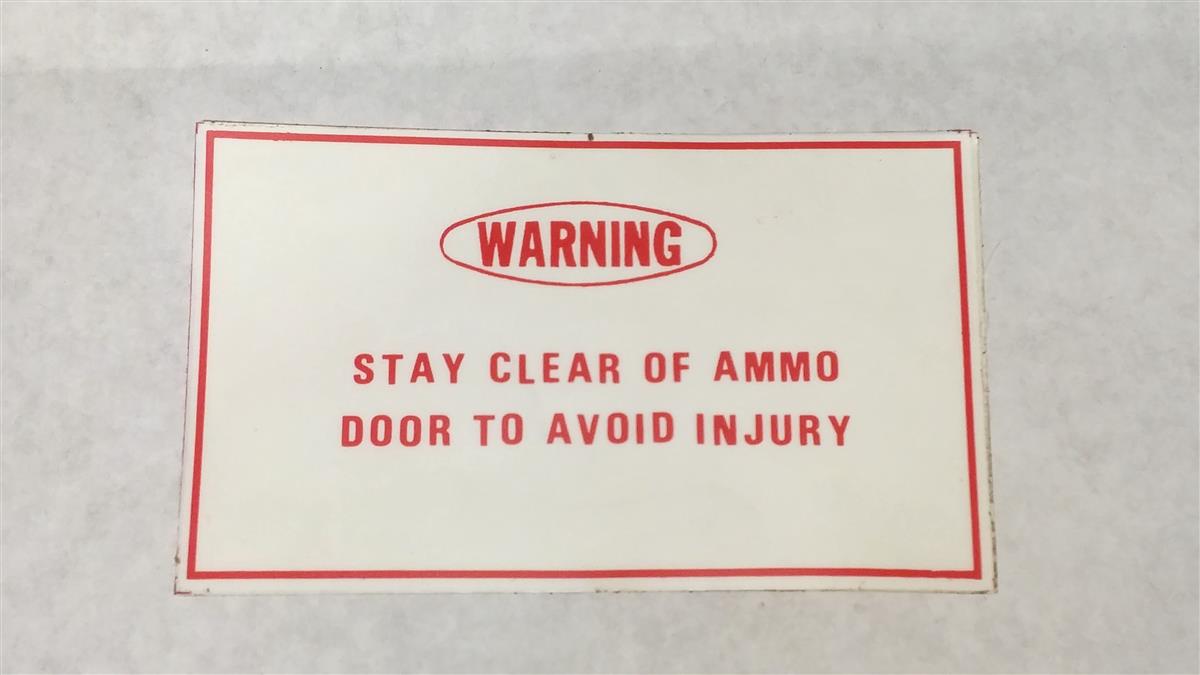 WARNING
STAY CLEAR OF AMMO
DOOR TO AVOID INJURY